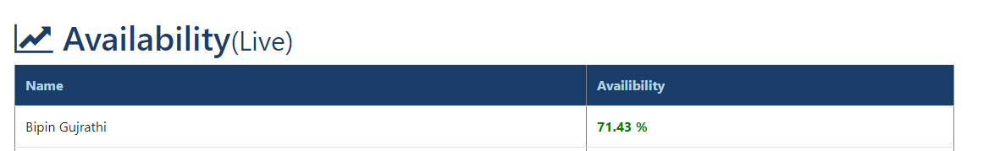 Availability(Live)
Name Availibility
Bipin Gujrathi 71.43 %